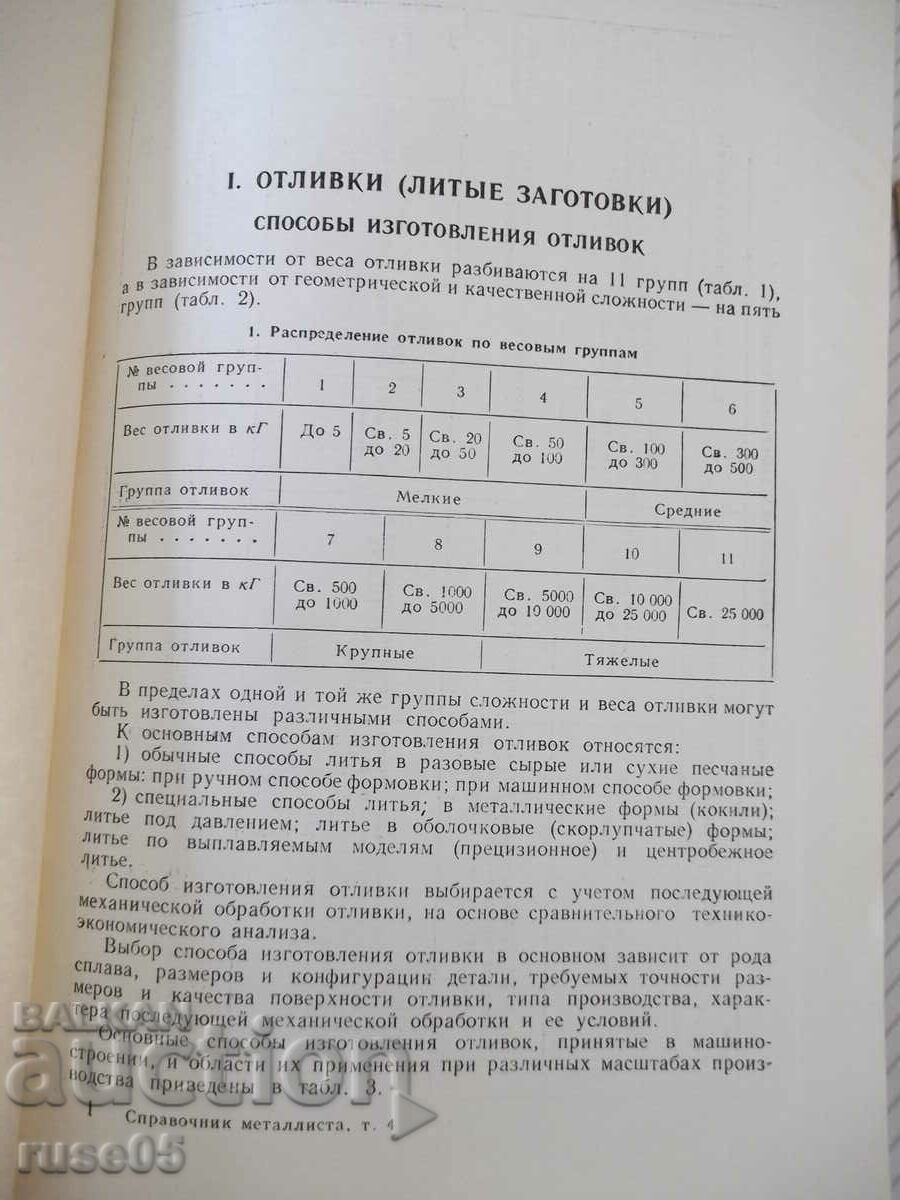 I. ОТЛИВКИ (ЛИТЫЕ ЗАГОТОВКИ)
СПОСОБЫ ИЗГОТОВЛЕНИЯ ОТЛИВОК
В зависимости от веса отливки разбиваются на 11 групп (табл. 1),
а в зависимости от геометрической и качественной сложности — на пять
групп (табл. 2).
1. Распределение отливок по весовым группам
№ весовой груп-
пы . . . . . . . 1 2 3 4 5 6
Вес отливки в кГ До 5 Св. 5 Св. 20 Св. 50 Св. 100 Св. 300
до 20 до 50 до 100 до 300 до 500
Группа отливок Мелкие Средние
№ весовой груп-
пы . . . . . . . 7 8 9 10 11
Вес отливки в кГ Св. 500 Св. 1000 Св. 5000 Св. 10 000 Св. 25 000
до 1000 до 5000 до 10 000 до 25 000
Группа отливок Крупные Тяжелые
В пределах одной и той же группы сложности и веса отливки могут
быть изготовлены различными способами.
К основным способам изготовления отливок относятся:
1) обычные способы литья в разовые сырые или сухие песчаные
формы: при ручном способе формовки; при машинном способе формовки;
2) специальные способы литья; в металлические формы (кокили);
литье под давлением; литье в оболочковые (скорлупчатые) формы;
литье по выплавляемым моделям (прецизионное) и центробежное
литье.
Способ изготовления отливки выбирается с учетом последующей
механической обработки отливки, на основе сравнительного технико-
экономического анализа.
Выбор способа изготовления отливки в основном зависит от рода
сплава, размеров и конфигурации детали, требуемых точности раз-
меров и качества поверхности отливки, типа производства, харак-
тера последующей механической обработки и ее условий.
Основные способы изготовления отливок, принятые в машино-
строении, и области их применения при различных масштабах произ-
водства приведены в табл. 3.
1 Справочник металлиста, т. 4
БАЛКАН
auction
ruse05